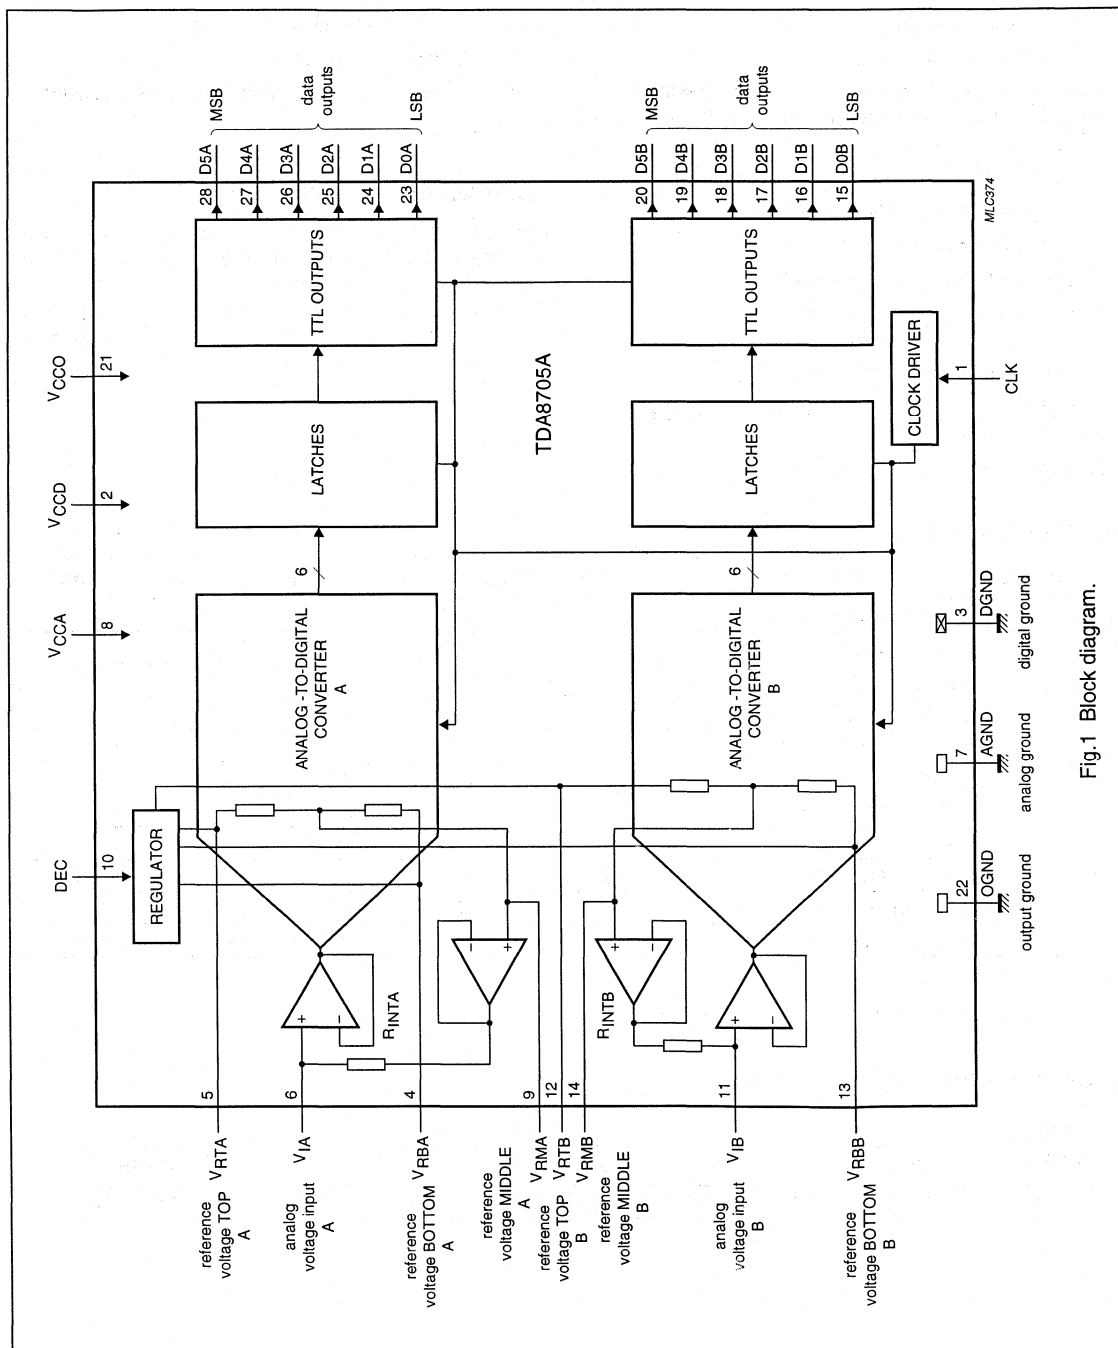 VCCA
8
VCCD
2
VCCO
21
DEC
10
REGULATOR
reference
voltage TOP
A
VRTA
5
analog
voltage input
A
VIA
6
reference
voltage BOTTOM
A
VRBA
4
reference
voltage MIDDLE
A
VRMA
9
reference
voltage TOP
B
VRTB
12
reference
voltage MIDDLE
B
VRMB
14
analog
voltage input
B
VIB
11
reference
voltage BOTTOM
B
VRBB
13
+
−
RINTA
−
+
+
−
RINTB
+
−
ANALOG -TO-DIGITAL
CONVERTER
A
6
LATCHES
TTL OUTPUTS
28 D5A
27 D4A
26 D3A
25 D2A
24 D1A
23 D0A
MSB
data
outputs
LSB
TDA8705A
ANALOG -TO-DIGITAL
CONVERTER
B
6
LATCHES
TTL OUTPUTS
20 D5B
19 D4B
18 D3B
17 D2B
16 D1B
15 D0B
MSB
data
outputs
LSB
CLOCK DRIVER
1
CLK
22
OGND
output ground
7
AGND
analog ground
3
DGND
digital ground
MLC374
Fig.1 Block diagram.